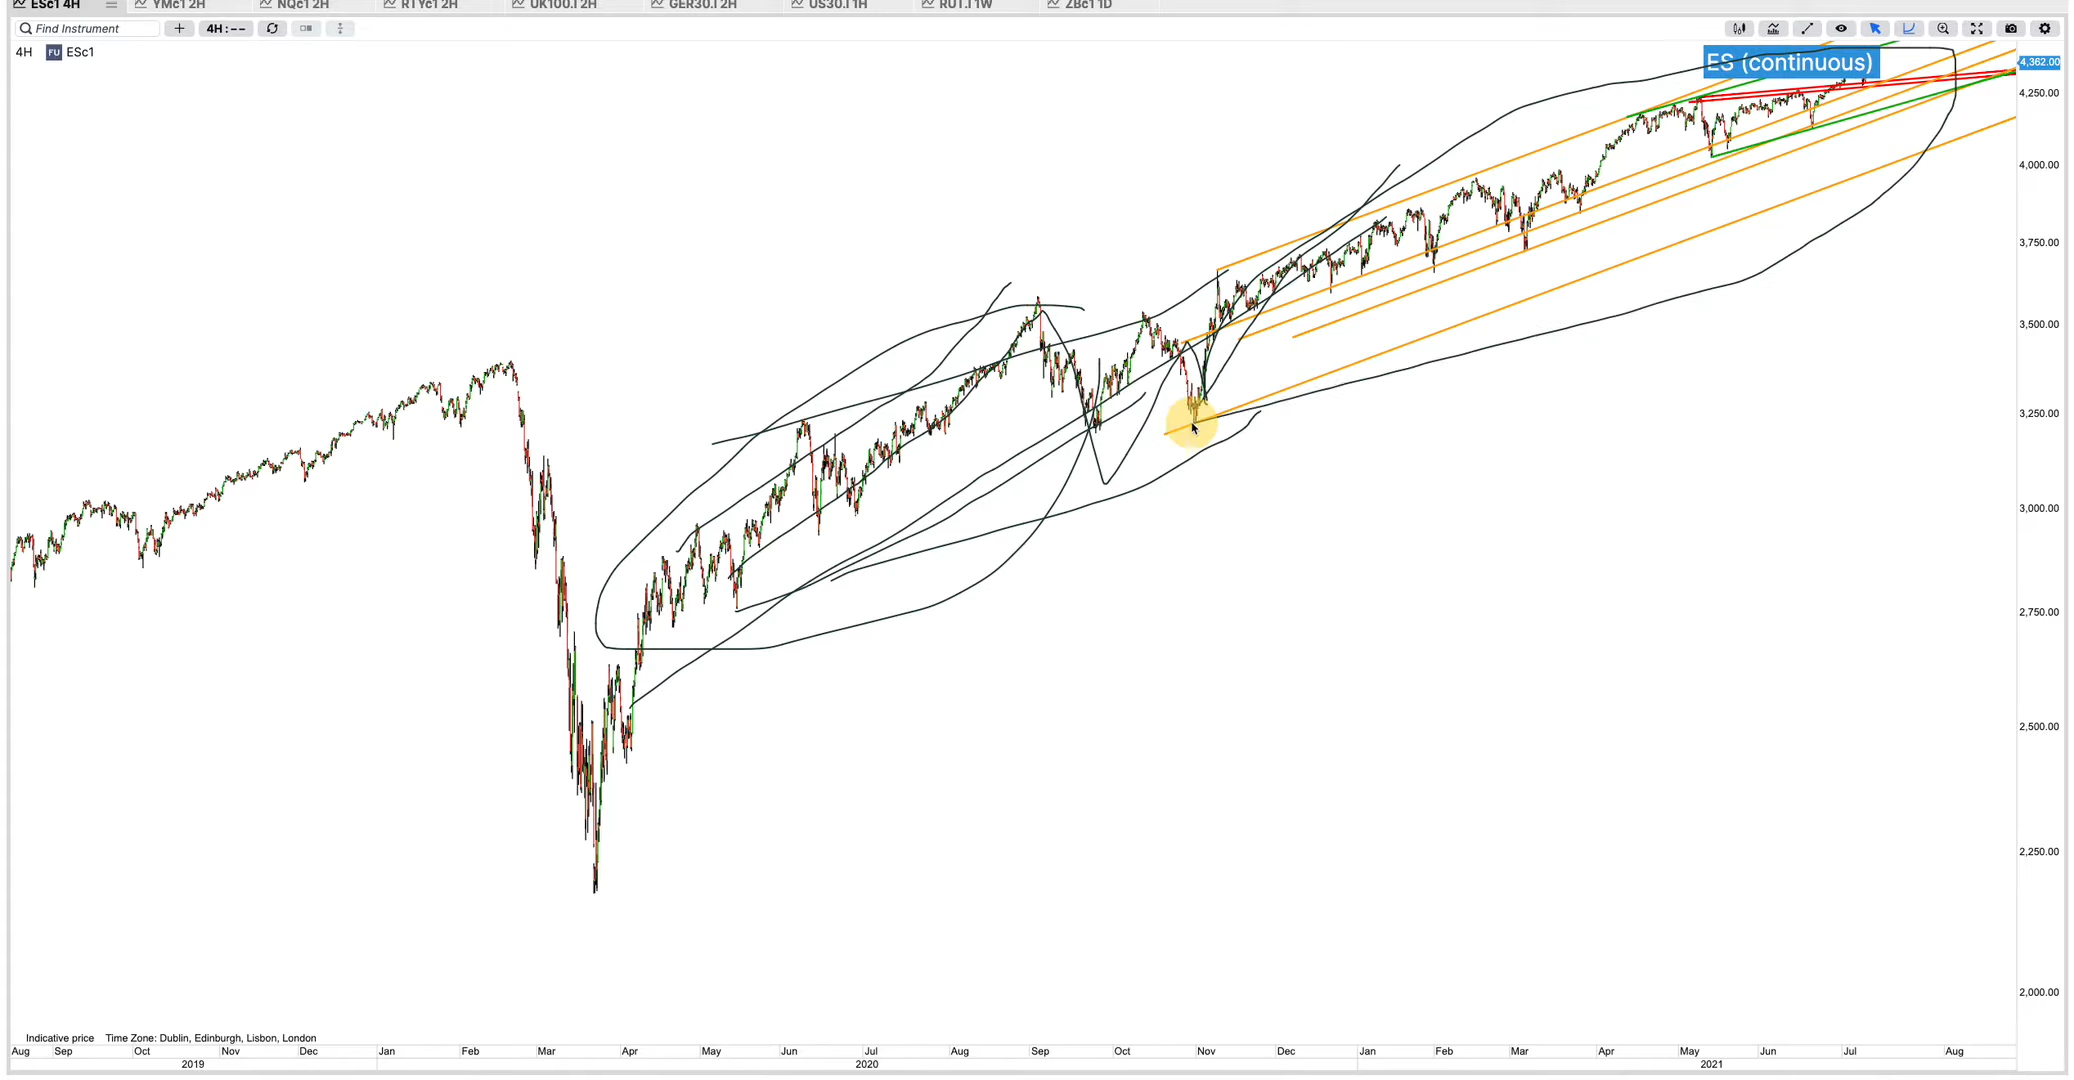 ESc1 4H YMc1 2H NQc1 2H RTYc1 2H UK100.I 2H GER30.I 2H US30.I 1H RUT.I 1W ZBc1 1D
Find Instrument 4H : --
4H FU ESc1
ES (continuous)
4,362.00
4,250.00
4,000.00
3,750.00
3,500.00
3,250.00
3,000.00
2,750.00
2,500.00
2,250.00
2,000.00
Indicative price Time Zone: Dublin, Edinburgh, Lisbon, London
Aug Sep Oct Nov Dec Jan Feb Mar Apr May Jun Jul Aug Sep Oct Nov Dec Jan Feb Mar Apr May Jun Jul Aug
2019 2020 2021